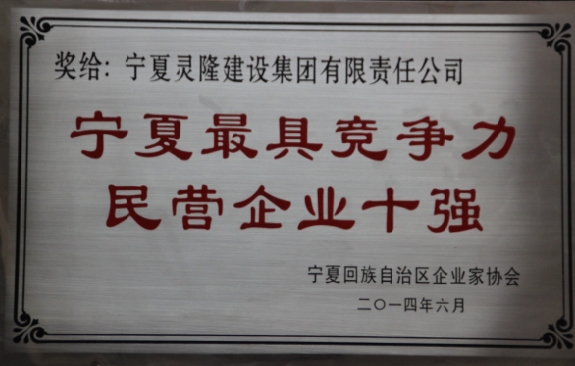 奖给：宁夏灵隆建设集团有限责任公司
宁夏最具竞争力
民营企业十强
宁夏回族自治区企业家协会
二〇一四年六月